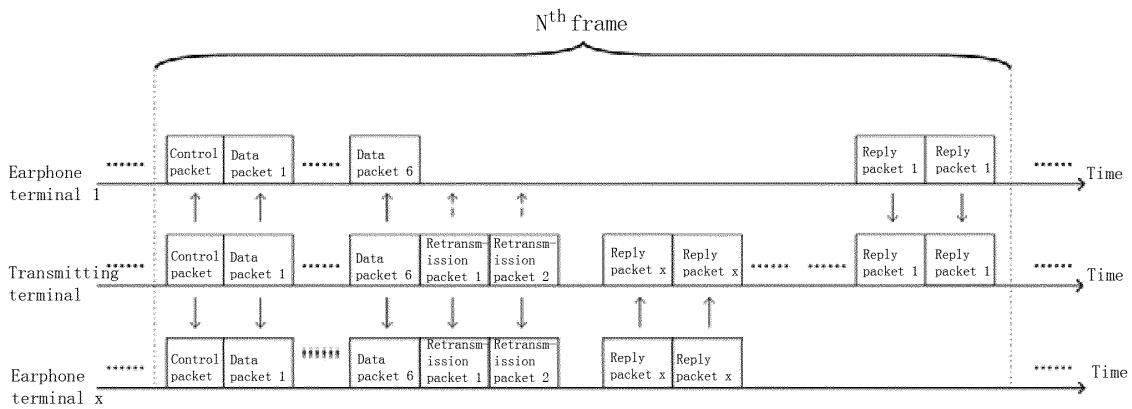 Nth frame
...... Control packet Data packet 1 ...... Data packet 6 Reply packet 1 Reply packet 1 ......
Earphone terminal 1 Time
...... Control packet Data packet 1 ...... Data packet 6 Retransm-ission packet 1 Retransm-ission packet 2 Reply packet x Reply packet x ...... ...... Reply packet 1 Reply packet 1 ......
Transmitting terminal Time
...... Control packet Data packet 1 ...... Data packet 6 Retransm-ission packet 1 Retransm-ission packet 2 Reply packet x Reply packet x ......
Earphone terminal x Time